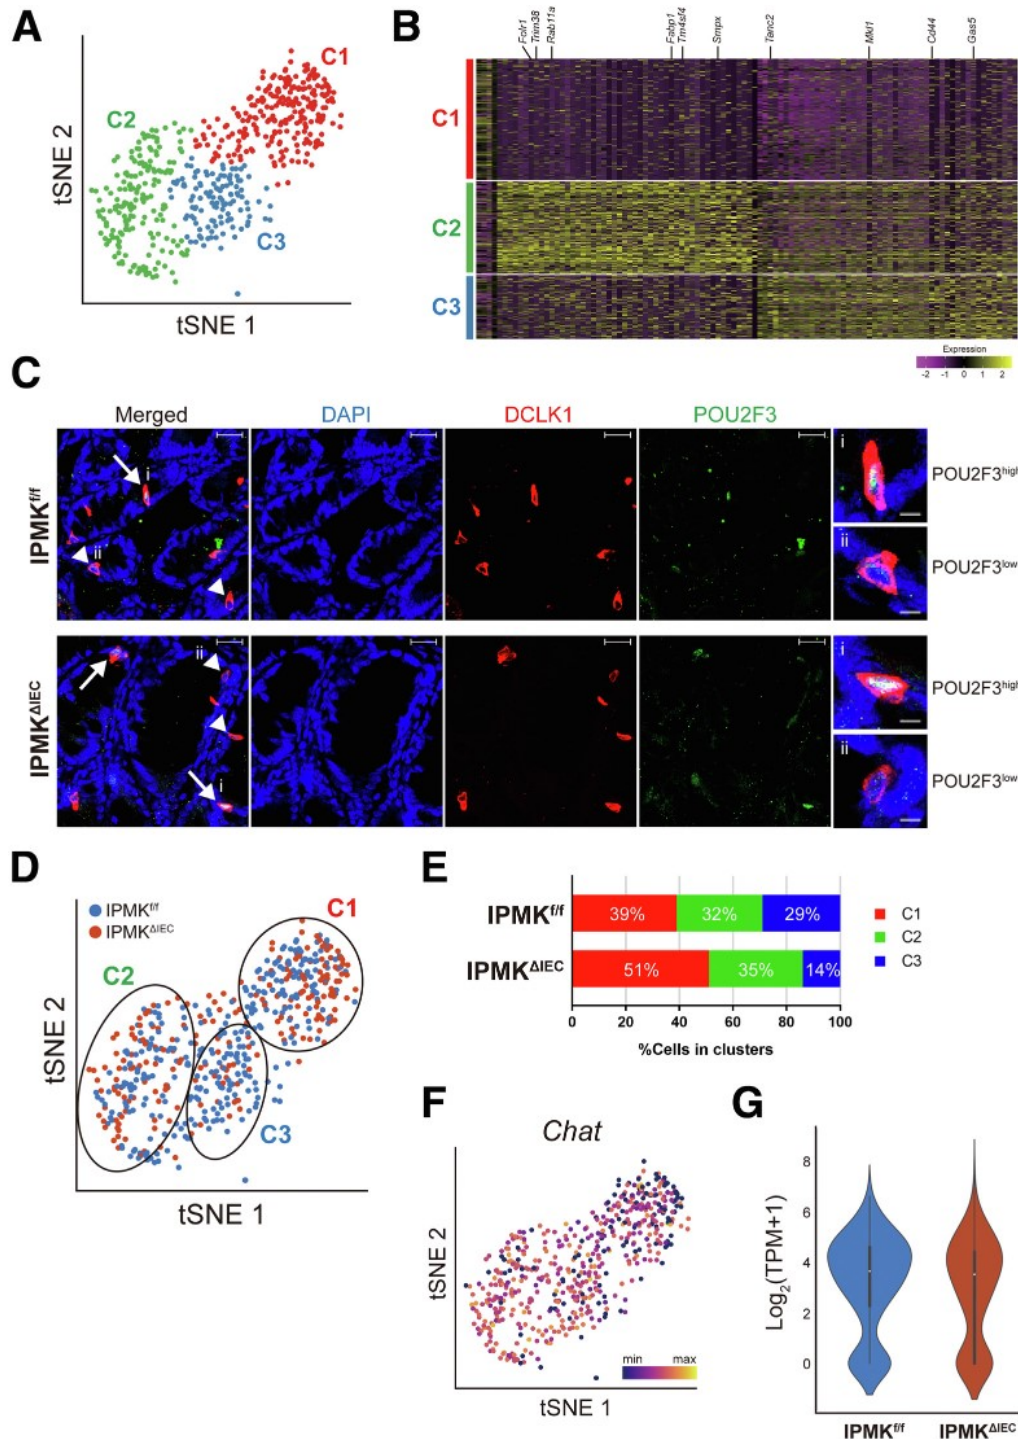 A
C1
C2
C3
tSNE 2
tSNE 1
B
Folr1
Trim38
Rab11a
Fabp1
Tm4sf4
Smpx
Tanc2
Mkl1
Cd44
Gas5
C1
C2
C3
Expression
-2 -1 0 1 2
C
Merged DAPI DCLK1 POU2F3
IPMKf/f
i
ii
i
POU2F3high
ii
POU2F3low
IPMKΔIEC
ii
i
i
POU2F3high
ii
POU2F3low
D
IPMKf/f
IPMKΔIEC
C1
C2
C3
tSNE 2
tSNE 1
E
IPMKf/f 39% 32% 29%
IPMKΔIEC 51% 35% 14%
0 20 40 60 80 100
%Cells in clusters
C1
C2
C3
F
Chat
tSNE 2
min max
tSNE 1
G
Log2(TPM+1)
8
6
4
2
0
IPMKf/f IPMKΔIEC